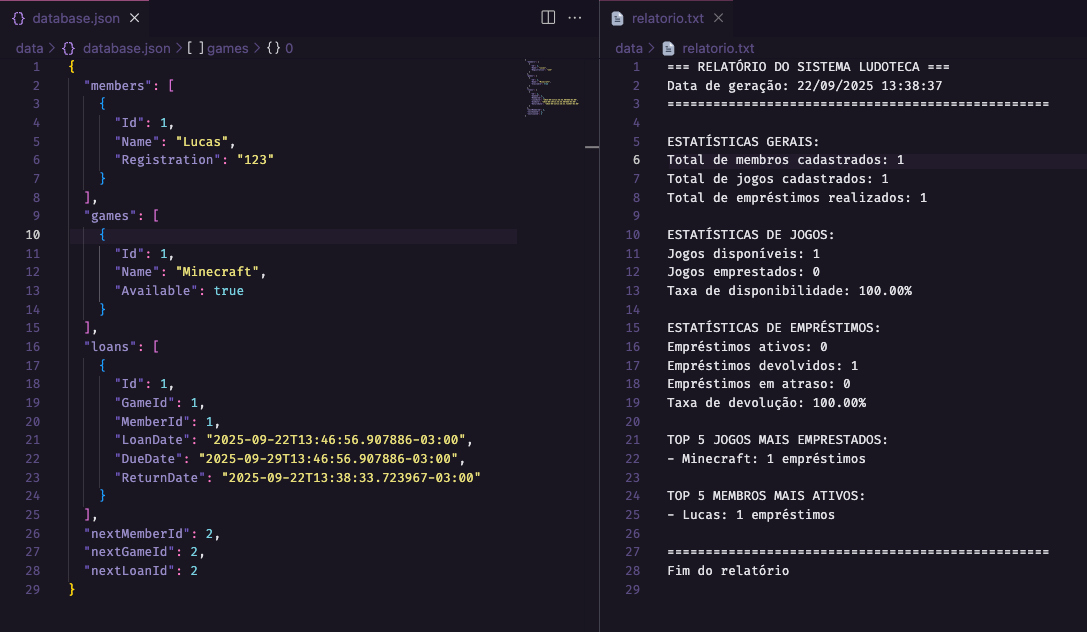 {} database.json ×
data > {} database.json > [ ] games > {} 0
1 {
2 "members": [
3 {
4 "Id": 1,
5 "Name": "Lucas",
6 "Registration": "123"
7 }
8 ],
9 "games": [
10 {
11 "Id": 1,
12 "Name": "Minecraft",
13 "Available": true
14 }
15 ],
16 "loans": [
17 {
18 "Id": 1,
19 "GameId": 1,
20 "MemberId": 1,
21 "LoanDate": "2025-09-22T13:46:56.907886-03:00",
22 "DueDate": "2025-09-29T13:46:56.907886-03:00",
23 "ReturnDate": "2025-09-22T13:38:33.723967-03:00"
24 }
25 ],
26 "nextMemberId": 2,
27 "nextGameId": 2,
28 "nextLoanId": 2
29 }
relatorio.txt ×
data > relatorio.txt
1 === RELATÓRIO DO SISTEMA LUDOTECA ===
2 Data de geração: 22/09/2025 13:38:37
3 ==================================================
4
5 ESTATÍSTICAS GERAIS:
6 Total de membros cadastrados: 1
7 Total de jogos cadastrados: 1
8 Total de empréstimos realizados: 1
9
10 ESTATÍSTICAS DE JOGOS:
11 Jogos disponíveis: 1
12 Jogos emprestados: 0
13 Taxa de disponibilidade: 100.00%
14
15 ESTATÍSTICAS DE EMPRÉSTIMOS:
16 Empréstimos ativos: 0
17 Empréstimos devolvidos: 1
18 Empréstimos em atraso: 0
19 Taxa de devolução: 100.00%
20
21 TOP 5 JOGOS MAIS EMPRESTADOS:
22 - Minecraft: 1 empréstimos
23
24 TOP 5 MEMBROS MAIS ATIVOS:
25 - Lucas: 1 empréstimos
26
27 ==================================================
28 Fim do relatório
29